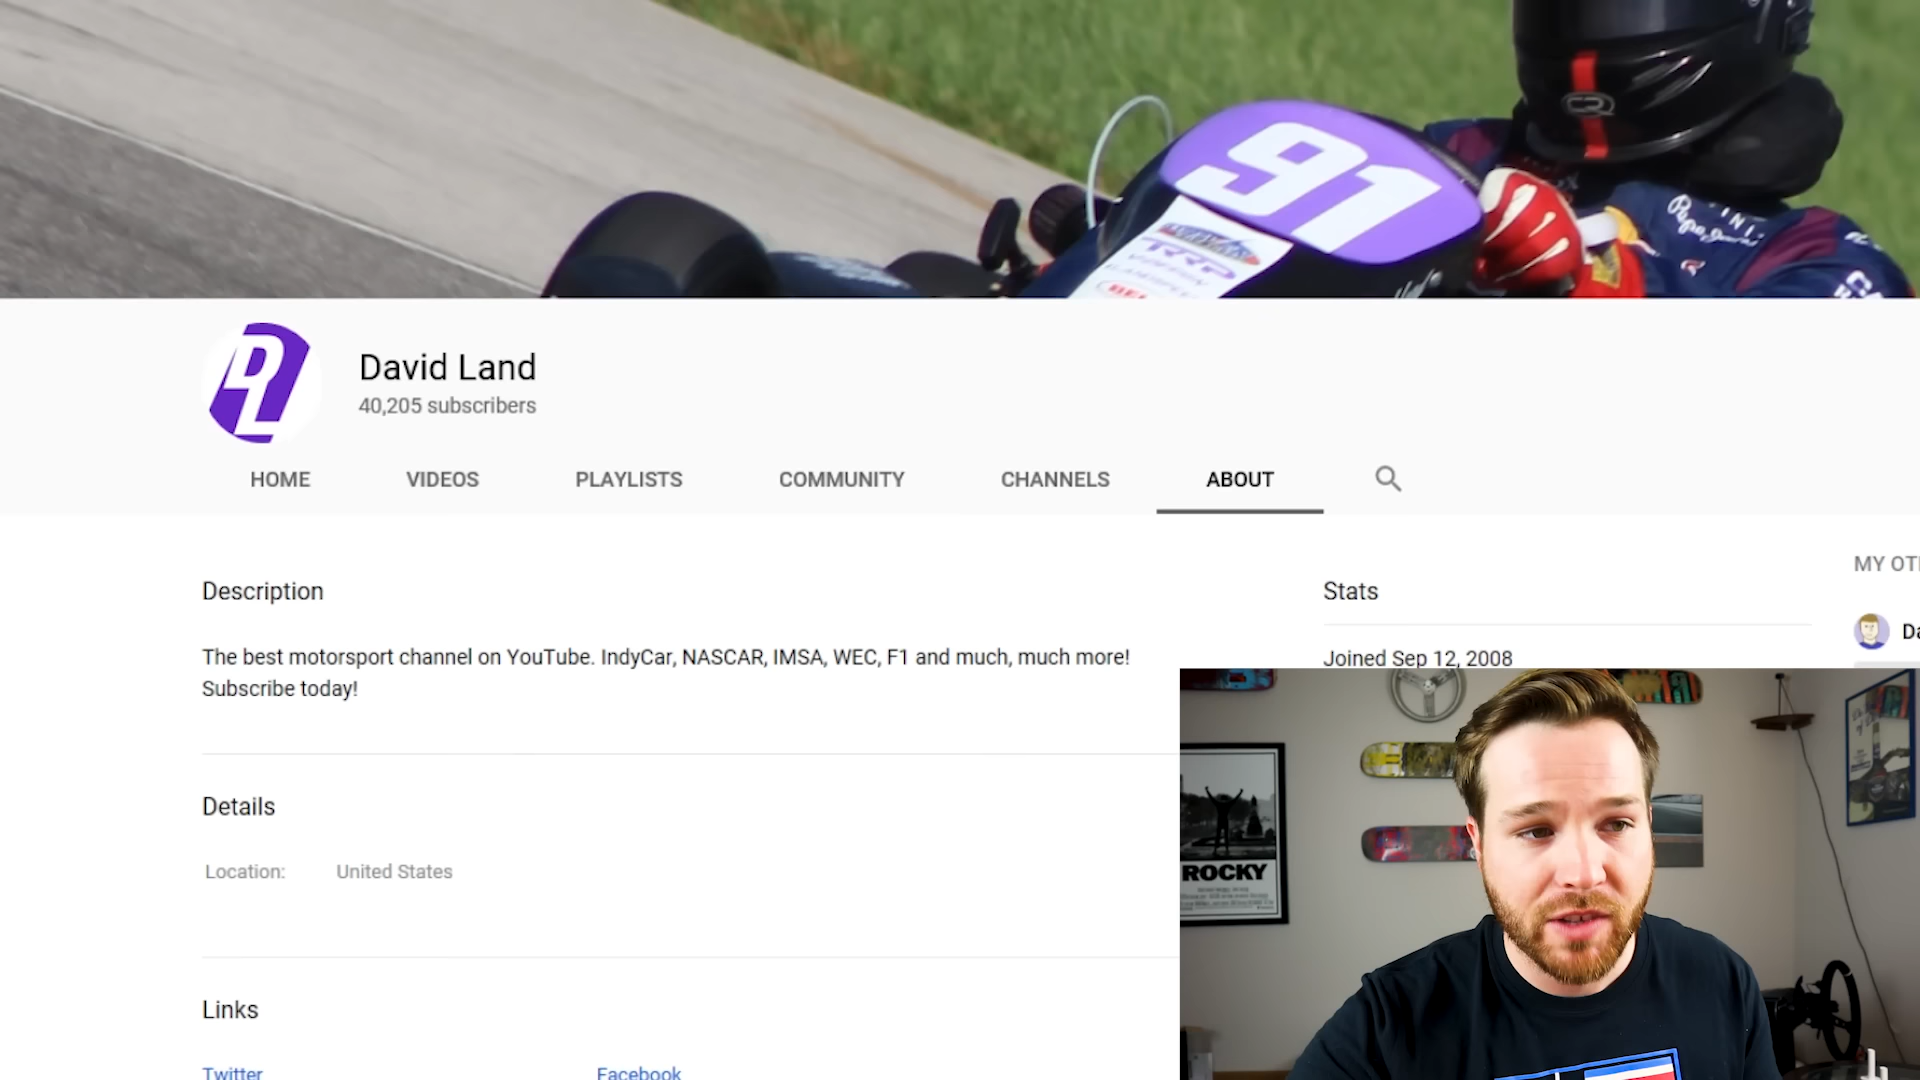 91
TRP
David Land
40,205 subscribers
HOME VIDEOS PLAYLISTS COMMUNITY CHANNELS ABOUT
Description
Stats
MY OT
The best motorsport channel on YouTube. IndyCar, NASCAR, IMSA, WEC, F1 and much, much more!
Subscribe today!
Joined Sep 12, 2008
Da
Details
Location: United States
ROCKY
Links
Twitter Facebook